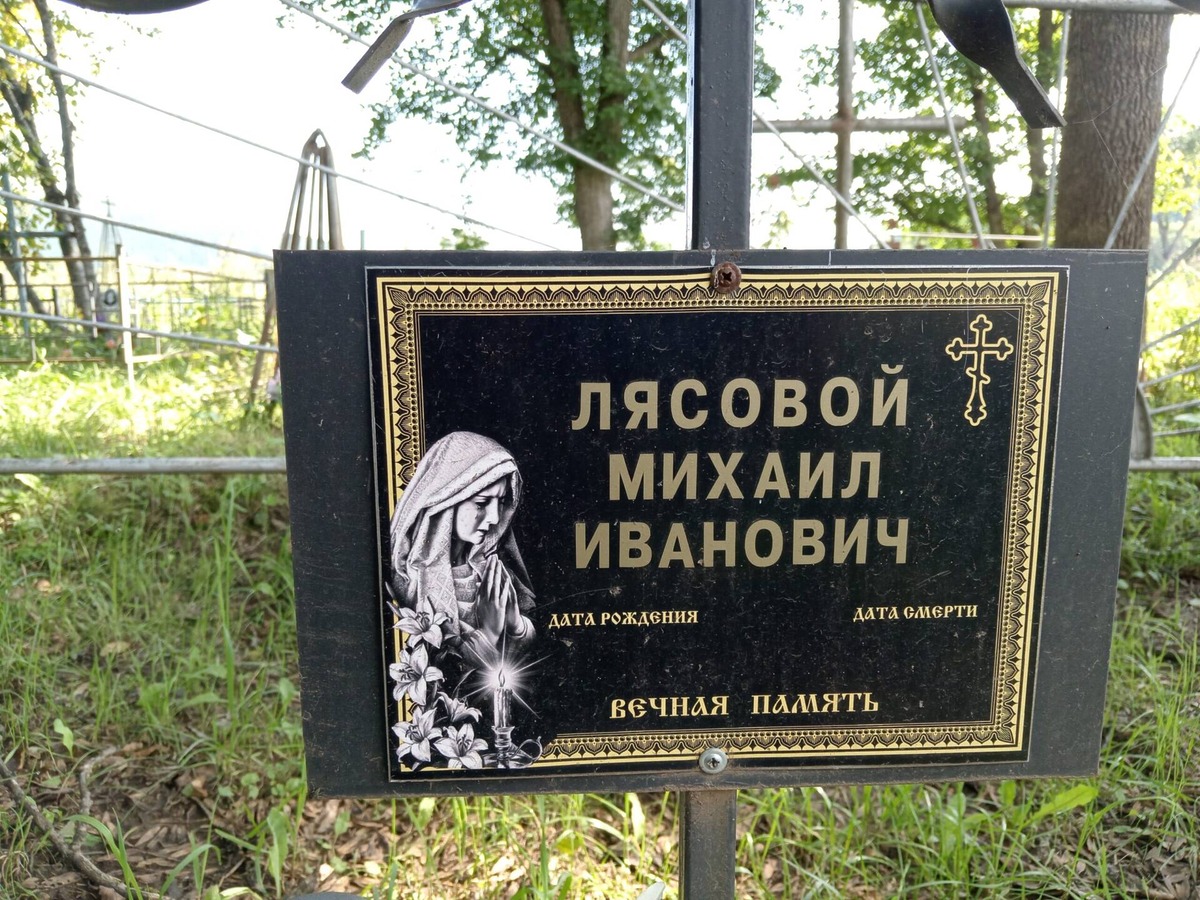 ЛЯСОВОЙ
МИХАИЛ
ИВАНОВИЧ
ДАТА РОЖДЕНИЯ ДАТА СМЕРТИ
ВЕЧНАЯ ПАМЯТЬ